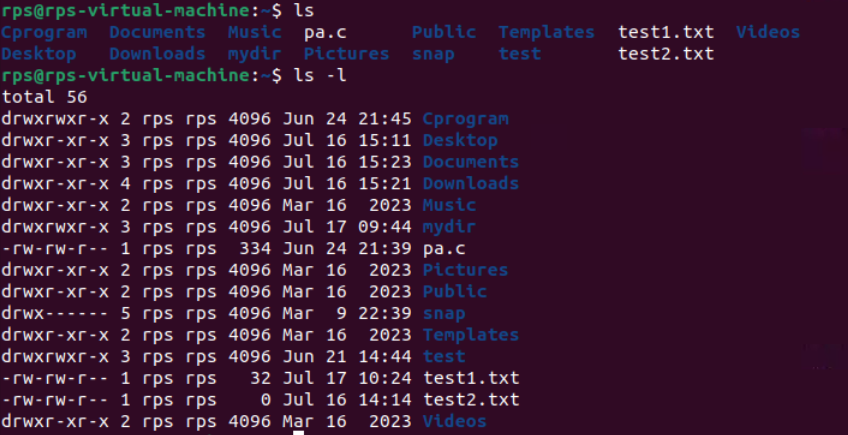 rps@rps-virtual-machine:~$ ls
Cprogram  Documents  Music  pa.c      Public  Templates  test1.txt  Videos
Desktop   Downloads  mydir  Pictures  snap    test       test2.txt
rps@rps-virtual-machine:~$ ls -l
total 56
drwxrwxr-x 2 rps rps 4096 Jun 24 21:45 Cprogram
drwxr-xr-x 3 rps rps 4096 Jul 16 15:11 Desktop
drwxr-xr-x 3 rps rps 4096 Jul 16 15:23 Documents
drwxr-xr-x 4 rps rps 4096 Jul 16 15:21 Downloads
drwxr-xr-x 2 rps rps 4096 Mar 16  2023 Music
drwxrwxr-x 3 rps rps 4096 Jul 17 09:44 mydir
-rw-rw-r-- 1 rps rps  334 Jun 24 21:39 pa.c
drwxr-xr-x 2 rps rps 4096 Mar 16  2023 Pictures
drwxr-xr-x 2 rps rps 4096 Mar 16  2023 Public
drwx------ 5 rps rps 4096 Mar  9 22:39 snap
drwxr-xr-x 2 rps rps 4096 Mar 16  2023 Templates
drwxrwxr-x 3 rps rps 4096 Jun 21 14:44 test
-rw-rw-r-- 1 rps rps   32 Jul 17 10:24 test1.txt
-rw-rw-r-- 1 rps rps    0 Jul 16 14:14 test2.txt
drwxr-xr-x 2 rps rps 4096 Mar 16  2023 Videos